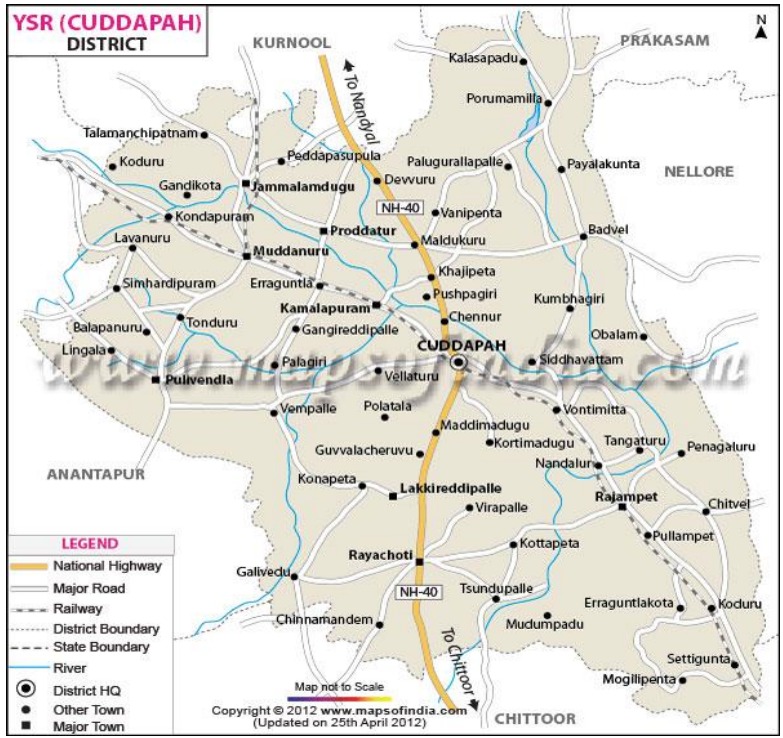 YSR (CUDDAPAH)
DISTRICT
N
KURNOOL
PRAKASAM
Kalasapadu
To Nandyal
Porumamilla
Talamanchipatnam
Koduru
Peddapasupula
Palugurallapalle
Payalakunta
NELLORE
Gandikota
Jammalamdugu
Devvuru
NH-40
Kondapuram
Vanipenta
Lavanuru
Proddatur
Maldukuru
Badvel
Muddanuru
Khajipeta
Simhardipuram
Erraguntla
Pushpagiri
Kumbhagiri
Kamalapuram
Chennur
Balapanuru
Tonduru
Gangireddipalle
Obalam
Lingala
CUDDAPAH
www.mapsofindia.com
Palagiri
Siddhavattam
Pulivendla
Vellaturu
Vempalle
Polatala
Vontimitta
Maddimadugu
Kortimadugu
Tangaturu
Penagaluru
Guvvalacheruvu
Nandalur
ANANTAPUR
Konapeta
Lakkireddipalle
Rajampet
Chitvel
Virapalle
Pullampet
Rayachoti
Kottapeta
Galivedu
NH-40
Tsundupalle
Erraguntlakota
Koduru
Chinnamandem
Mudumpadu
To Chittoor
Settigunta
Mogilipenta
CHITTOOR
LEGEND
National Highway
Major Road
Railway
District Boundary
State Boundary
River
District HQ
Other Town
Major Town
Map not to Scale
Copyright © 2012 www.mapsofindia.com
(Updated on 25th April 2012)